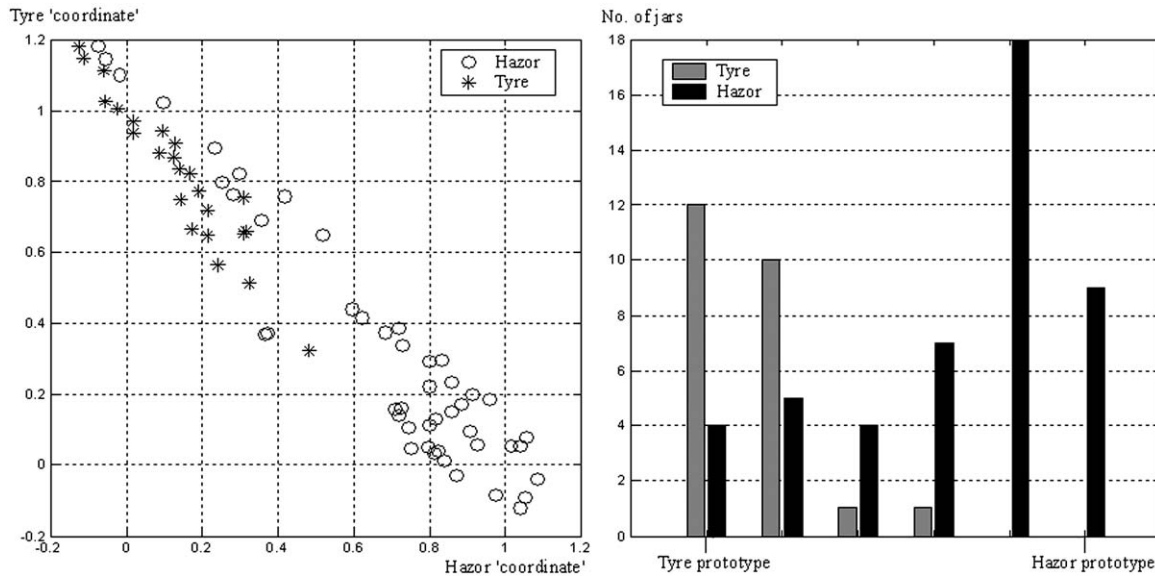 Tyre 'coordinate'
1.2
1
0.8
0.6
0.4
0.2
0
-0.2
-0.2 0 0.2 0.4 0.6 0.8 1 1.2
Hazor 'coordinate'
Hazor
Tyre
No. of jars
18
16
14
12
10
8
6
4
2
0
Tyre
Hazor
Tyre prototype Hazor prototype